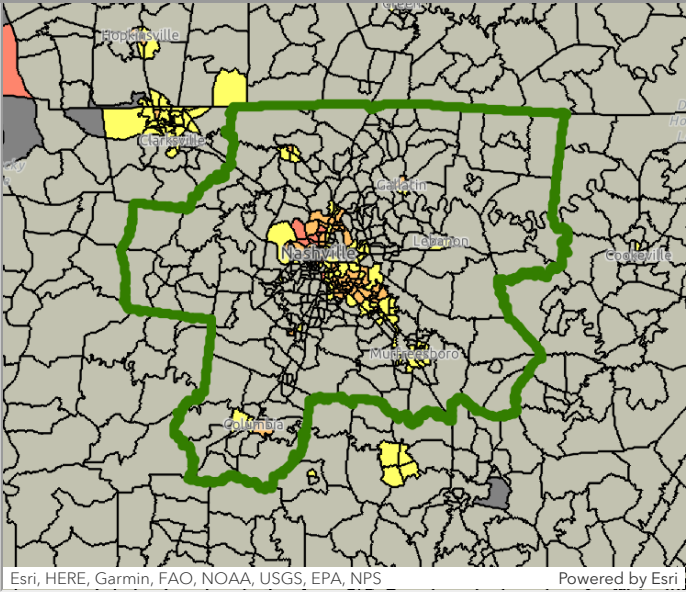 Green
Hopkinsville
Clarksville
Gallatin
Lebanon
Nashville
Cookeville
Murfreesboro
Columbia
Esri, HERE, Garmin, FAO, NOAA, USGS, EPA, NPS Powered by Esri